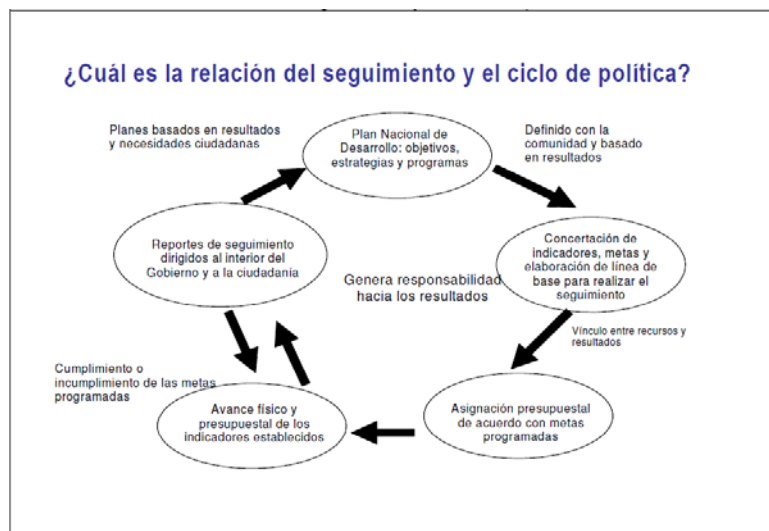 ¿Cuál es la relación del seguimiento y el ciclo de política?
Planes basados en resultados
y necesidades ciudadanas
Plan Nacional de
Desarrollo: objetivos,
estrategias y programas
Definido con la
comunidad y basado
en resultados
Reportes de seguimiento
dirigidos al interior del
Gobierno y a la ciudadanía
Concertación de
indicadores, metas y
elaboración de línea de
base para realizar el
seguimiento
Genera responsabilidad
hacia los resultados
Vínculo entre recursos y
resultados
Cumplimiento o
incumplimiento de las metas
programadas
Avance físico y
presupuestal de los
indicadores establecidos
Asignación presupuestal
de acuerdo con metas
programadas